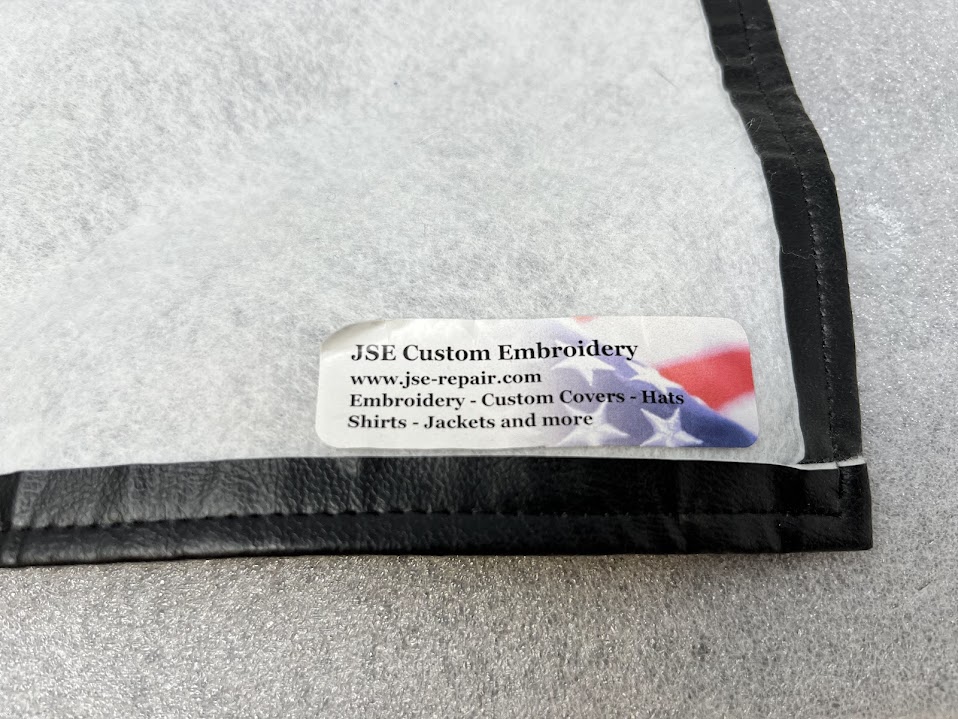 JSE Custom Embroidery
www.jse-repair.com
Embroidery - Custom Covers - Hats
Shirts - Jackets and more